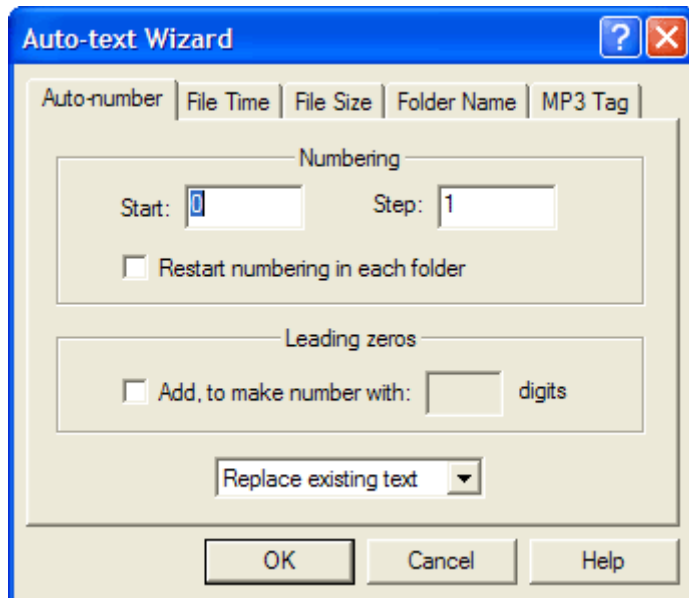 Auto-text Wizard
Auto-number File Time File Size Folder Name MP3 Tag
Numbering
Start: 0 Step: 1
Restart numbering in each folder
Leading zeros
Add, to make number with: digits
Replace existing text
OK Cancel Help